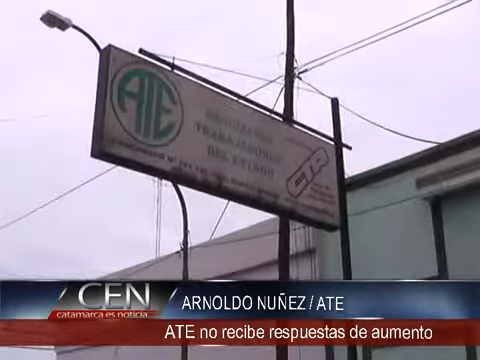 ATE
ASOCIACION
TRABAJADORES
DEL ESTADO
CTA
CEN
catamarca es noticia
ARNOLDO NUÑEZ / ATE
ATE no recibe respuestas de aumento